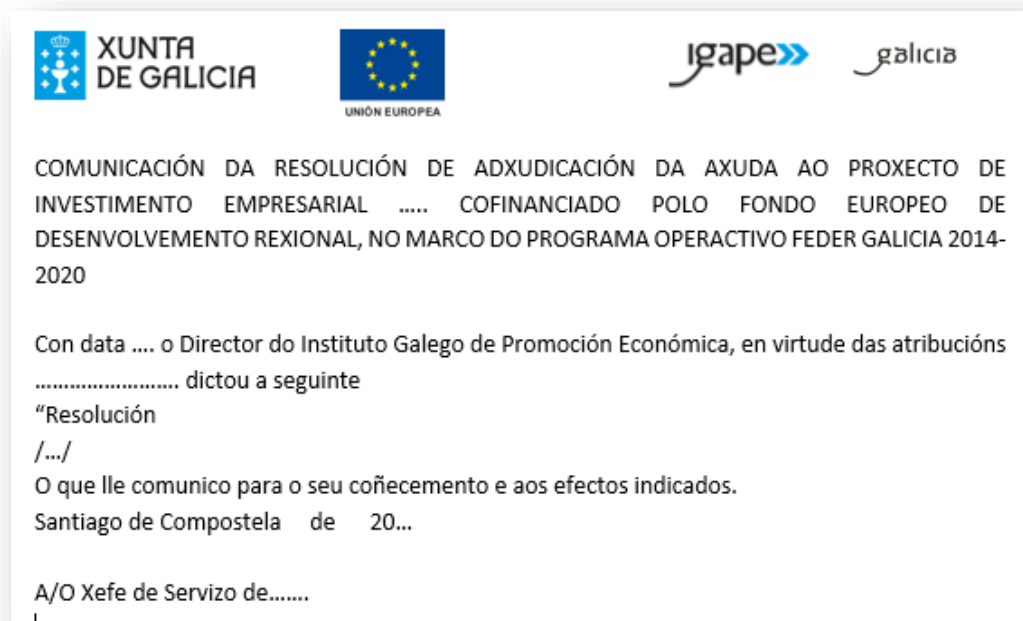 XUNTA
DE GALICIA
UNIÓN EUROPEA
igape
galicia
COMUNICACIÓN DA RESOLUCIÓN DE ADXUDICACIÓN DA AXUDA AO PROXECTO DE
INVESTIMENTO EMPRESARIAL ..... COFINANCIADO POLO FONDO EUROPEO DE
DESENVOLVEMENTO REXIONAL, NO MARCO DO PROGRAMA OPERACTIVO FEDER GALICIA 2014-
2020
Con data .... o Director do Instituto Galego de Promoción Económica, en virtude das atribucións
.......................... dictou a seguinte
“Resolución
/.../
O que lle comunico para o seu coñecemento e aos efectos indicados.
Santiago de Compostela de 20...
A/O Xefe de Servizo de.......